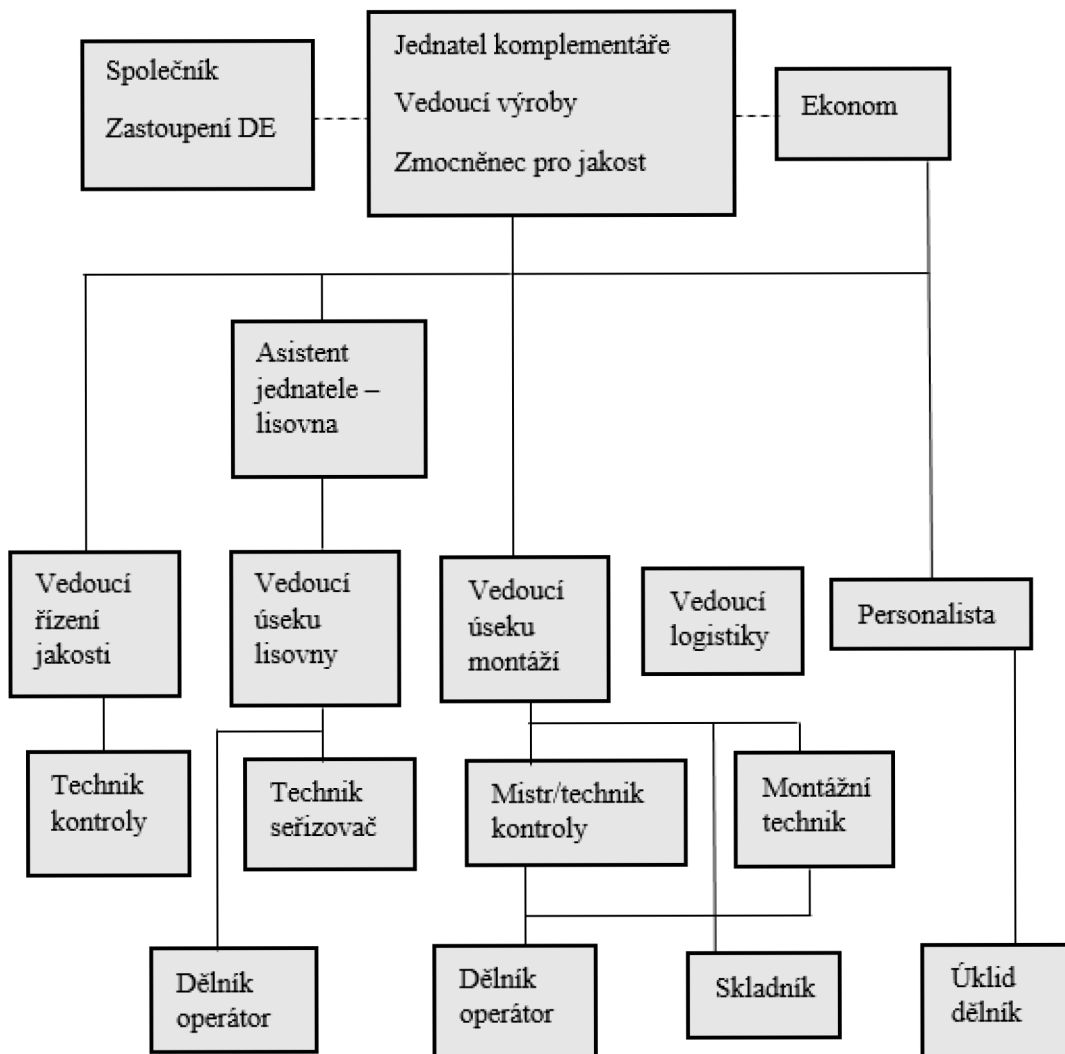 Společník
Zastoupení DE
Jednatel komplementáře
Vedoucí výroby
Zmocněnec pro jakost
Ekonom
Asistent
jednatele –
lisovna
Vedoucí
řízení
jakosti
Vedoucí
úseku
lisovny
Vedoucí
úseku
montáží
Vedoucí
logistiky
Personalista
Technik
kontroly
Technik
seřizovač
Mistr/technik
kontroly
Montážní
technik
Dělník
operátor
Dělník
operátor
Skladník
Úklid
dělník